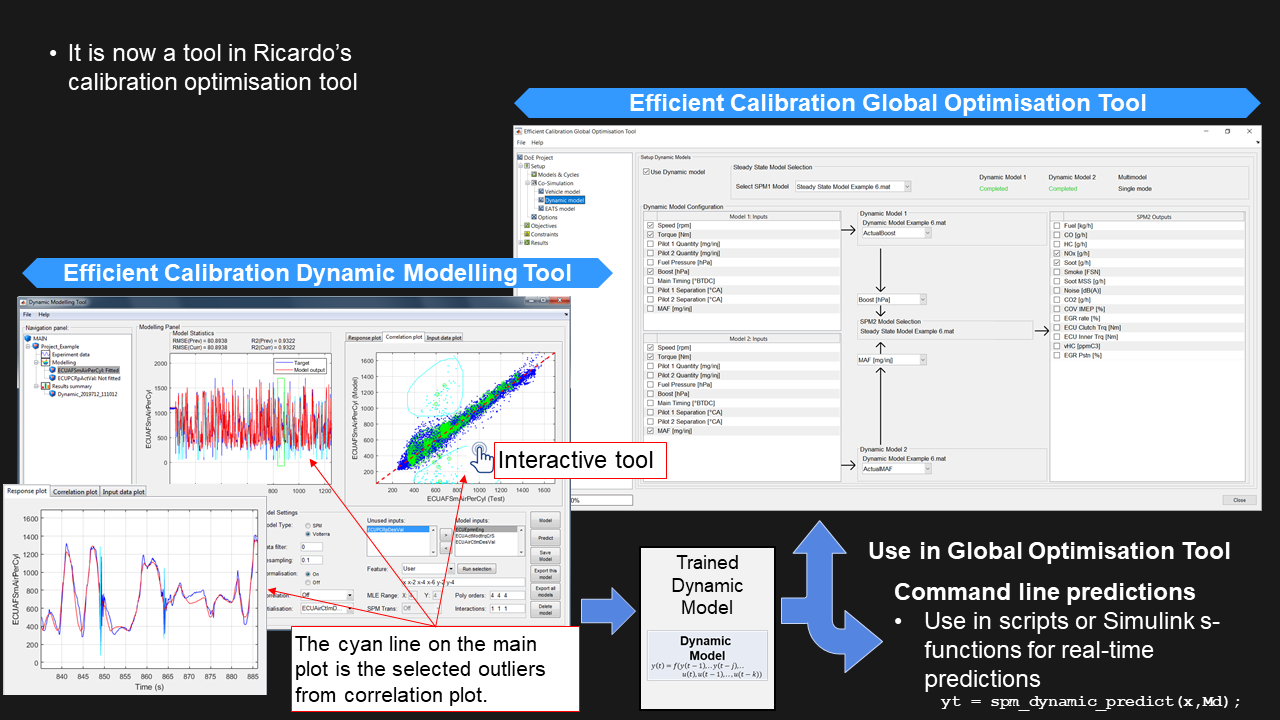 • It is now a tool in Ricardo's
calibration optimisation tool
Efficient Calibration Global Optimisation Tool
Efficient Calibration Global Optimisation Tool
File Help
DoE Project
Setup
Models & Cycles
Co-Simulation
Vehicle model
Dynamic model
EATS model
Options
Objectives
Constraints
Results
Setup Dynamic Models
Use Dynamic model
Steady State Model Selection
Select SPM1 Model Steady State Model Example 6.mat
Dynamic Model 1 Dynamic Model 2 Multimodel
Completed Completed Single mode
Dynamic Model Configuration
Model 1: Inputs
Speed [rpm]
Torque [Nm]
Pilot 1 Quantity [mg/inj]
Pilot 2 Quantity [mg/inj]
Fuel Pressure [hPa]
Boost [hPa]
Main Timing [°BTDC]
Pilot 1 Separation [°CA]
Pilot 2 Separation [°CA]
MAF [mg/inj]
Model 2: Inputs
Speed [rpm]
Torque [Nm]
Pilot 1 Quantity [mg/inj]
Pilot 2 Quantity [mg/inj]
Fuel Pressure [hPa]
Boost [hPa]
Main Timing [°BTDC]
Pilot 1 Separation [°CA]
Pilot 2 Separation [°CA]
MAF [mg/inj]
Dynamic Model 1
Dynamic Model Example 6.mat
ActualBoost
Boost [hPa]
SPM2 Model Selection
Steady State Model Example 6.mat
MAF [mg/inj]
Dynamic Model 2
Dynamic Model Example 6.mat
ActualMAF
SPM2 Outputs
Fuel [kg/h]
CO [g/h]
HC [g/h]
NOx [g/h]
Soot [g/h]
Smoke [FSN]
Soot MSS [g/h]
Noise [dB(A)]
CO2 [g/h]
COV IMEP [%]
EGR rate [%]
ECU Clutch Trq [Nm]
ECU Inner Trq [Nm]
vHC [ppmC3]
EGR Pstn [%]
0%
Close
Efficient Calibration Dynamic Modelling Tool
Dynamic Modelling Tool
File Help
Navigation panel:
MAIN
Project_Example
Experiment data
Modelling
ECUAFSmAirPerCyl: Fitted
ECUPCRpActVal: Not fitted
Results summary
Dynamic_2019712_111012
Modelling Panel
Model Statistics
RMSE(Prev) = 80.8938 R2(Prev) = 0.9322
RMSE(Curr) = 80.8938 R2(Curr) = 0.9322
Target
Model output
ECUAFSmAirPerCyl
2000
1500
1000
500
0
800 1000 1200
Response plot Correlation plot Input data plot
ECUAFSmAirPerCyl (Model)
1600
1400
1200
1000
800
600
400
200
200 400 600 800 1000 1200 1400 1600
ECUAFSmAirPerCyl (Test)
Interactive tool
Model Type: SPM
Volterra
0
0.1
On
Off
Off
ECUAirCtlmD...
Unused inputs:
ECUPCRpDesVal
Model inputs:
ECUEpmnEng
ECUActModtrqCrS
ECUAirCtlmDesVal
Feature: User Run selection
x x-2 x-4 x-6 y-2 y-4
MLE Range: X: Y: Poly orders: 4 4 4
SPM Trans: Off Interactions: 1 1 1
Model
Predict
Save
Model
Export this
model
Export all
models
Delete
model
Response plot Correlation plot Input data plot
ECUAFSmAirPerCyl
1600
1400
1200
1000
800
600
400
200
0
840 845 850 855 860 865 870 875 880 885
Time (s)
The cyan line on the main
plot is the selected outliers
from correlation plot.
Trained
Dynamic
Model
Dynamic
Model
y(t) = f(y(t−1),..y(t−j),..
u(t),u(t−1),..,u(t−k))
Use in Global Optimisation Tool
Command line predictions
• Use in scripts or Simulink s-
functions for real-time
predictions
yt = spm_dynamic_predict(x,Md);